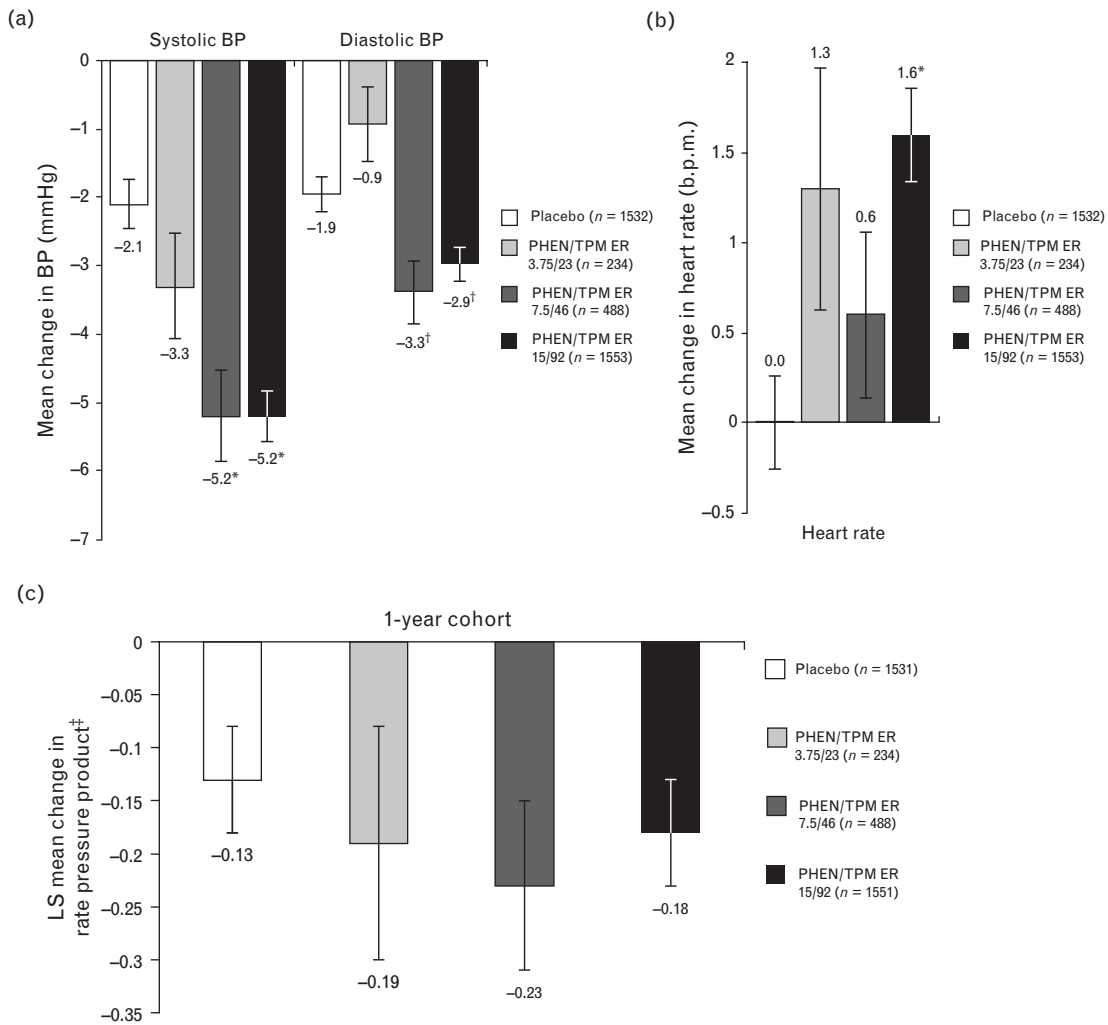 (a)
Systolic BP
Diastolic BP
0
–1
–2
–3
–4
–5
–6
–7
Mean change in BP (mmHg)
–2.1
–3.3
–5.2*
–5.2*
–1.9
–0.9
–3.3†
–2.9†
Placebo (n = 1532)
PHEN/TPM ER
3.75/23 (n = 234)
PHEN/TPM ER
7.5/46 (n = 488)
PHEN/TPM ER
15/92 (n = 1553)
(b)
2
1.5
1
0.5
0
–0.5
Mean change in heart rate (b.p.m.)
0.0
1.3
0.6
1.6*
Heart rate
Placebo (n = 1532)
PHEN/TPM ER
3.75/23 (n = 234)
PHEN/TPM ER
7.5/46 (n = 488)
PHEN/TPM ER
15/92 (n = 1553)
(c)
1-year cohort
0
–0.05
–0.1
–0.15
–0.2
–0.25
–0.3
–0.35
LS mean change in
rate pressure product‡
–0.13
–0.19
–0.23
–0.18
Placebo (n = 1531)
PHEN/TPM ER
3.75/23 (n = 234)
PHEN/TPM ER
7.5/46 (n = 488)
PHEN/TPM ER
15/92 (n = 1551)